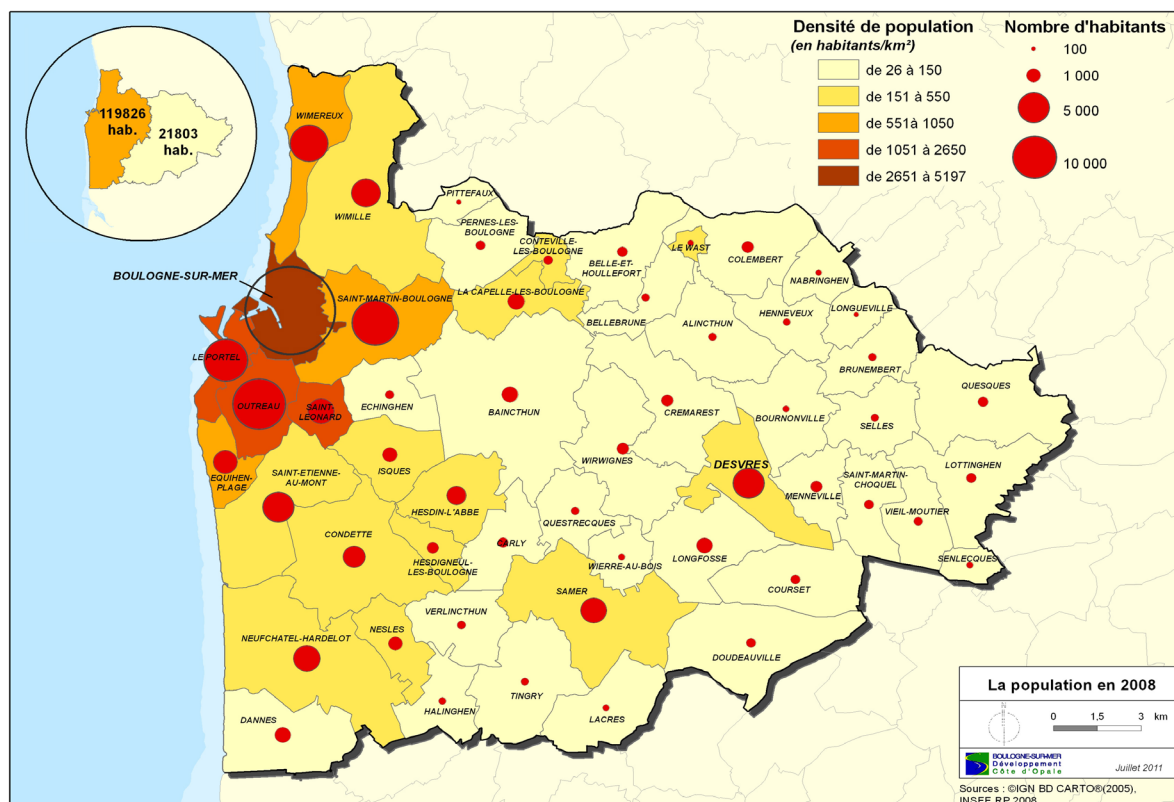 119826
hab.
21803
hab.
Densité de population
(en habitants/km²)
de 26 à 150
de 151 à 550
de 551à 1050
de 1051 à 2650
de 2651 à 5197
Nombre d'habitants
100
1 000
5 000
10 000
WIMEREUX
WIMILLE
PITTEFAUX
PERNES-LES-
BOULOGNE
CONTEVILLE-
LES-BOULOGNE
BELLE-ET-
HOULLEFORT
LE WAST
COLEMBERT
NABRINGHEN
BOULOGNE-SUR-MER
SAINT-MARTIN-BOULOGNE
LA CAPELLE-LES-BOULOGNE
BELLEBRUNE
ALINCTHUN
HENNEVEUX
LONGUEVILLE
BRUNEMBERT
QUESQUES
LE PORTEL
OUTREAU
SAINT-
LEONARD
ECHINGHEN
BAINCTHUN
CREMAREST
BOURNONVILLE
SELLES
WIRWIGNES
DESVRES
EQUIHEN-
PLAGE
SAINT-ETIENNE-
AU-MONT
ISQUES
HESDIN-L'ABBE
QUESTRECQUES
MENNEVILLE
SAINT-MARTIN-
CHOQUEL
LOTTINGHEN
VIEIL-MOUTIER
CONDETTE
HESDIGNEUL-
LES-BOULOGNE
CARLY
WIERRE-AU-BOIS
LONGFOSSE
COURSET
SENLECQUES
SAMER
VERLINCTHUN
NESLES
NEUFCHATEL-HARDELOT
DOUDEAUVILLE
DANNES
HALINGHEN
TINGRY
LACRES
La population en 2008
0 1,5 3 km
BOULOGNE-SUR-MER
Développement
Côte d'Opale
Juillet 2011
Sources : ©IGN BD CARTO®(2005),
INSEE RP 2008